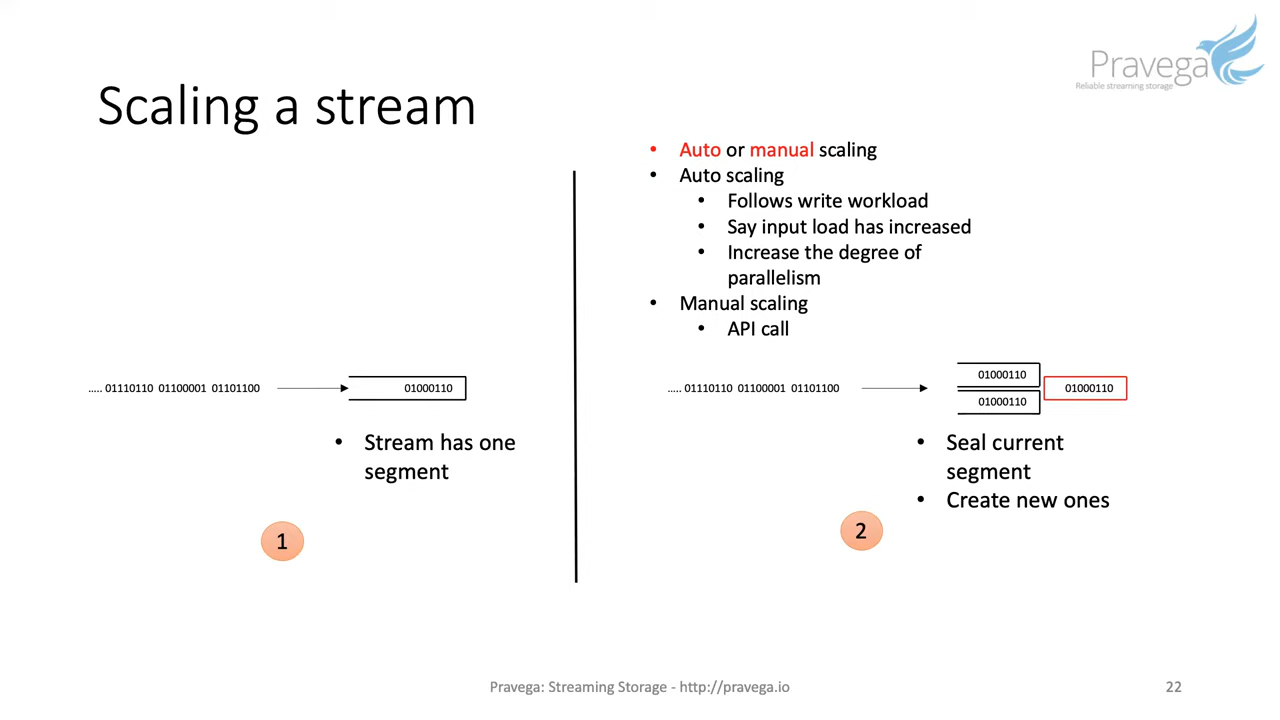 Pravega
Reliable streaming storage
Scaling a stream
• Auto or manual scaling
• Auto scaling
• Follows write workload
• Say input load has increased
• Increase the degree of
parallelism
• Manual scaling
• API call
..... 01110110 01100001 01101100
01000110
• Stream has one
segment
1
..... 01110110 01100001 01101100
01000110
01000110
01000110
• Seal current
segment
• Create new ones
2
Pravega: Streaming Storage - http://pravega.io
22